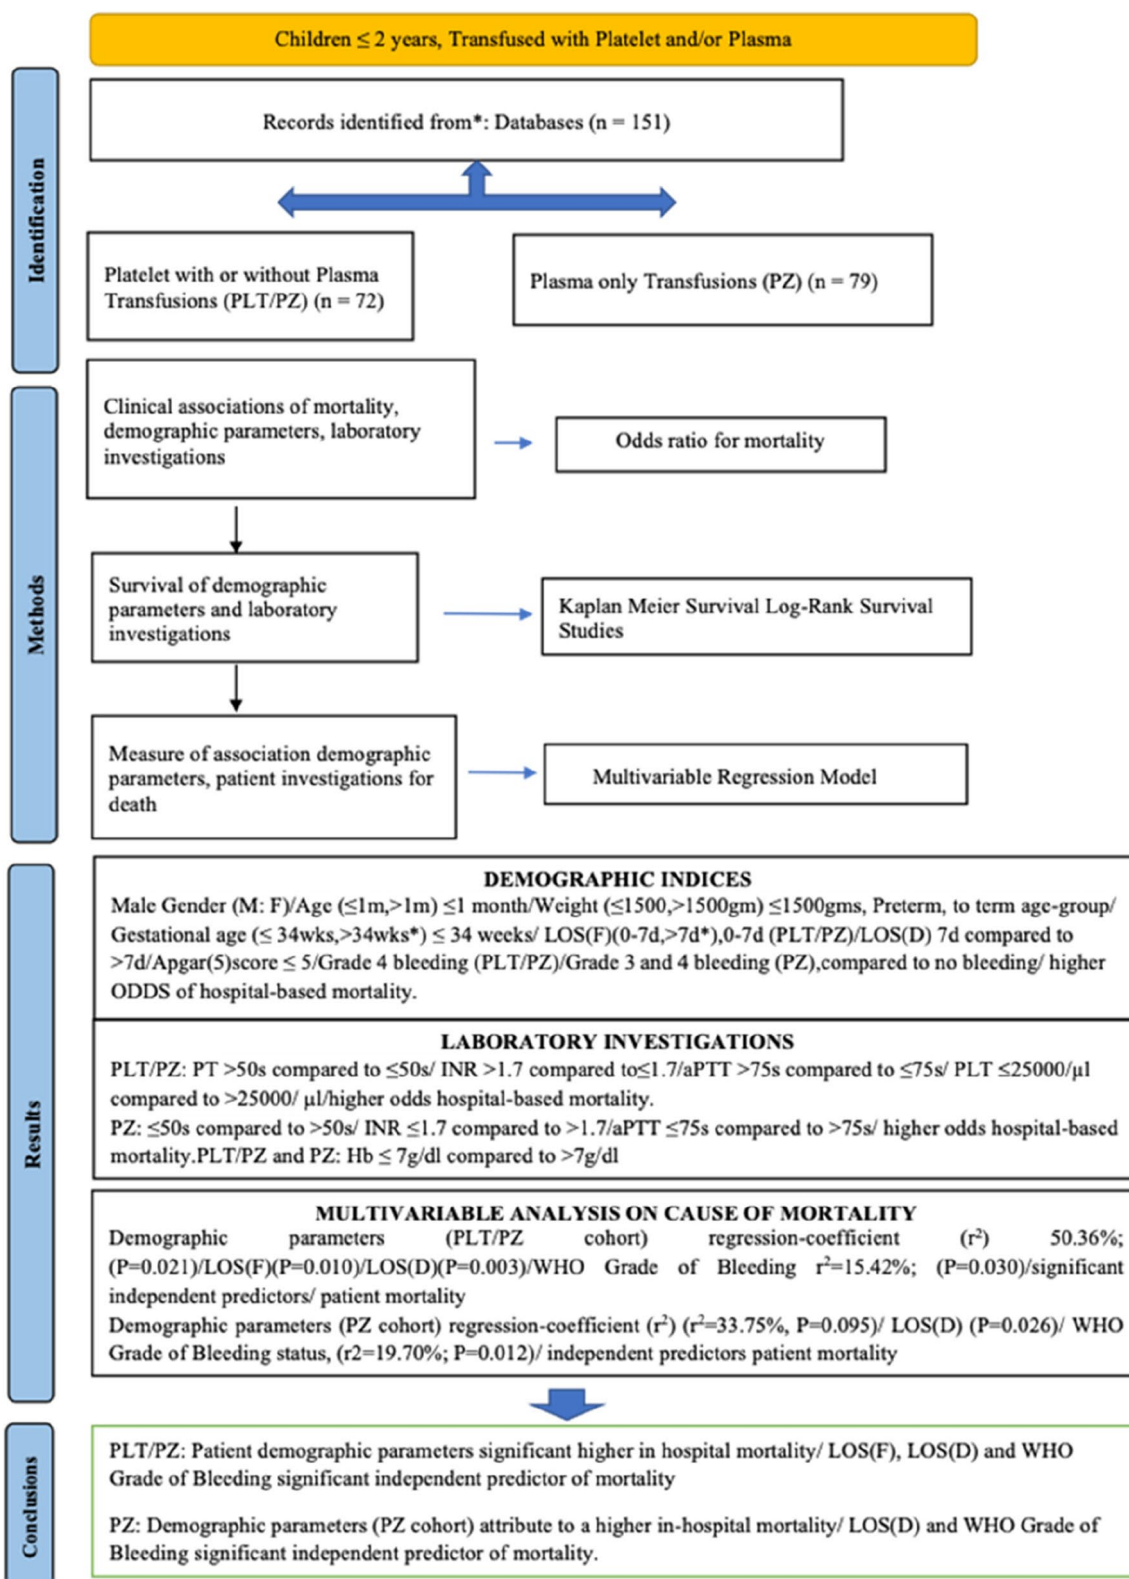 Children ≤ 2 years, Transfused with Platelet and/or Plasma
Identification
Records identified from*: Databases (n = 151)
Platelet with or without Plasma
Transfusions (PLT/PZ) (n = 72)
Plasma only Transfusions (PZ) (n = 79)
Methods
Clinical associations of mortality,
demographic parameters, laboratory
investigations
Odds ratio for mortality
Survival of demographic
parameters and laboratory
investigations
Kaplan Meier Survival Log-Rank Survival
Studies
Measure of association demographic
parameters, patient investigations for
death
Multivariable Regression Model
Results
DEMOGRAPHIC INDICES
Male Gender (M: F)/Age (≤1m,>1m) ≤1 month/Weight (≤1500,>1500gm) ≤1500gms, Preterm, to term age-group/
Gestational age (≤ 34wks,>34wks*) ≤ 34 weeks/ LOS(F)(0-7d,>7d*),0-7d (PLT/PZ)/LOS(D) 7d compared to
>7d/Apgar(5)score ≤ 5/Grade 4 bleeding (PLT/PZ)/Grade 3 and 4 bleeding (PZ),compared to no bleeding/ higher
ODDS of hospital-based mortality.
LABORATORY INVESTIGATIONS
PLT/PZ: PT >50s compared to ≤50s/ INR >1.7 compared to≤1.7/aPTT >75s compared to ≤75s/ PLT ≤25000/µl
compared to >25000/ µl/higher odds hospital-based mortality.
PZ: ≤50s compared to >50s/ INR ≤1.7 compared to >1.7/aPTT ≤75s compared to >75s/ higher odds hospital-based
mortality.PLT/PZ and PZ: Hb ≤ 7g/dl compared to >7g/dl
MULTIVARIABLE ANALYSIS ON CAUSE OF MORTALITY
Demographic parameters (PLT/PZ cohort) regression-coefficient (r²) 50.36%;
(P=0.021)/LOS(F)(P=0.010)/LOS(D)(P=0.003)/WHO Grade of Bleeding r²=15.42%; (P=0.030)/significant
independent predictors/ patient mortality
Demographic parameters (PZ cohort) regression-coefficient (r²) (r²=33.75%, P=0.095)/ LOS(D) (P=0.026)/ WHO
Grade of Bleeding status, (r2=19.70%; P=0.012)/ independent predictors patient mortality
Conclusions
PLT/PZ: Patient demographic parameters significant higher in hospital mortality/ LOS(F), LOS(D) and WHO
Grade of Bleeding significant independent predictor of mortality
PZ: Demographic parameters (PZ cohort) attribute to a higher in-hospital mortality/ LOS(D) and WHO Grade of
Bleeding significant independent predictor of mortality.